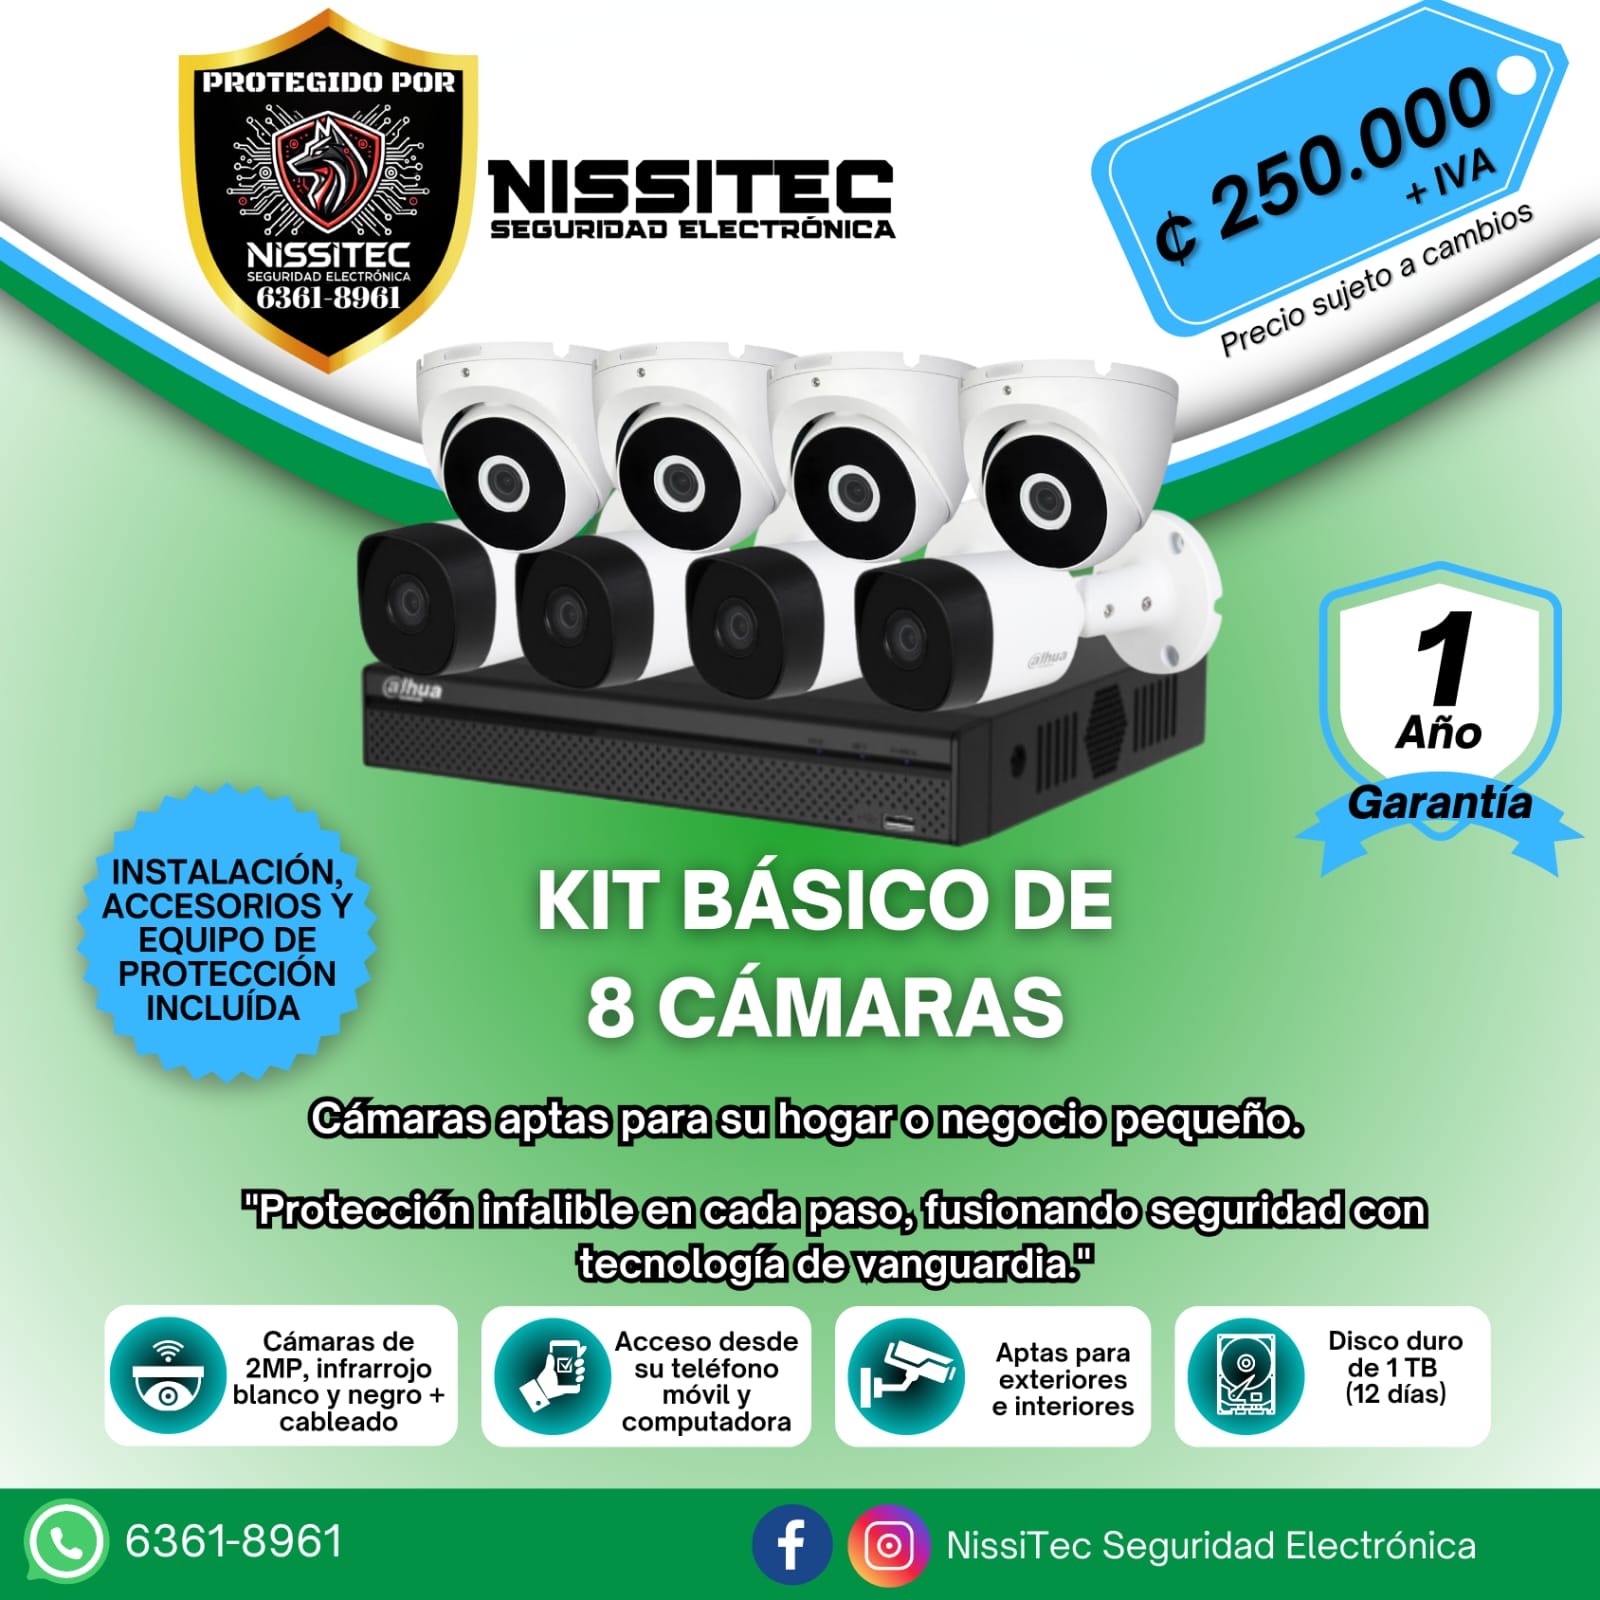 PROTEGIDO POR
NISSITEC
SEGURIDAD ELECTRÓNICA
6361-8961
NISSITEC
SEGURIDAD ELECTRÓNICA
₡ 250.000
+ IVA
Precio sujeto a cambios
alhua
alhua
1
Año
Garantía
INSTALACIÓN,
ACCESORIOS Y
EQUIPO DE
PROTECCIÓN
INCLUÍDA
KIT BÁSICO DE
8 CÁMARAS
Cámaras aptas para su hogar o negocio pequeño.
"Protección infalible en cada paso, fusionando seguridad con
tecnología de vanguardia."
Cámaras de
2MP, infrarrojo
blanco y negro +
cableado
Acceso desde
su teléfono
móvil y
computadora
Aptas para
exteriores
e interiores
Disco duro
de 1 TB
(12 días)
6361-8961
NissiTec Seguridad Electrónica